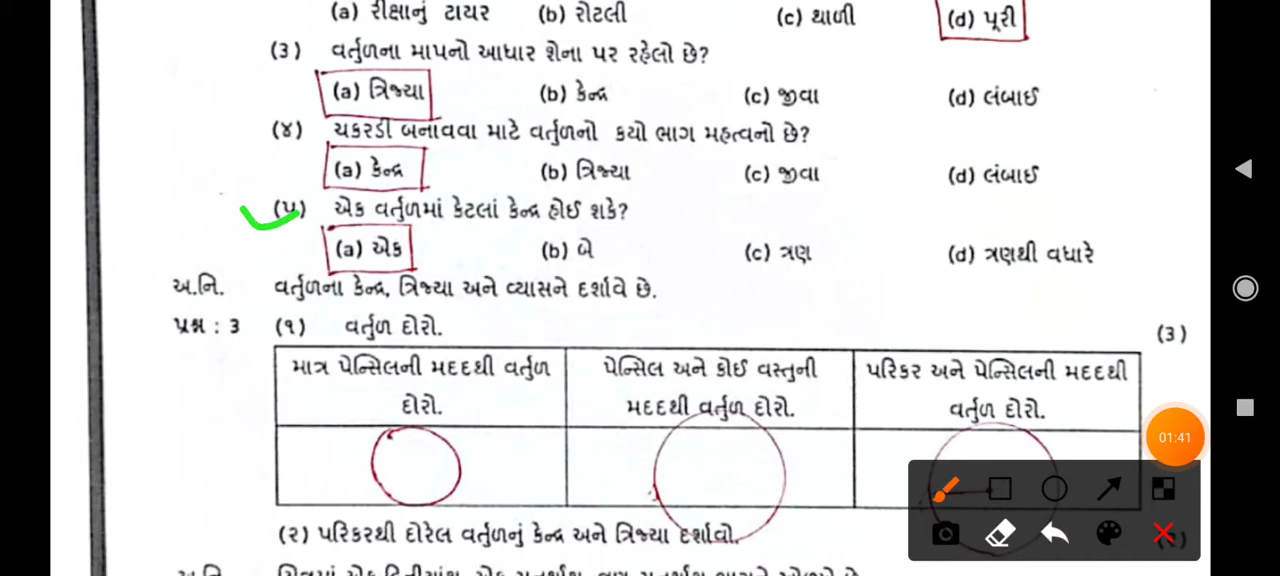 (a) રીક્ષાનું ટાયર (b) રોટલી (c) થાળી (d) પૂરી
(૩) વર્તુળના માપનો આધાર શેના પર રહેલો છે?
(a) ત્રિજ્યા (b) કેન્દ્ર (c) જીવા (d) લંબાઈ
(૪) ચકરડી બનાવવા માટે વર્તુળનો કયો ભાગ મહત્વનો છે?
(a) કેન્દ્ર (b) ત્રિજ્યા (c) જીવા (d) લંબાઈ
(૫) એક વર્તુળમાં કેટલાં કેન્દ્ર હોઈ શકે?
(a) એક (b) બે (c) ત્રણ (d) ત્રણથી વધારે
અ.નિ. વર્તુળના કેન્દ્ર, ત્રિજ્યા અને વ્યાસને દર્શાવે છે.
પ્રશ્ન : ૩ (૧) વર્તુળ દોરો. (૩)
માત્ર પેન્સિલની મદદથી વર્તુળ દોરો.
પેન્સિલ અને કોઈ વસ્તુની મદદથી વર્તુળ દોરો.
પરિકર અને પેન્સિલની મદદથી વર્તુળ દોરો.
01:41
(૨) પરિકરથી દોરેલ વર્તુળનું કેન્દ્ર અને ત્રિજ્યા દર્શાવો.